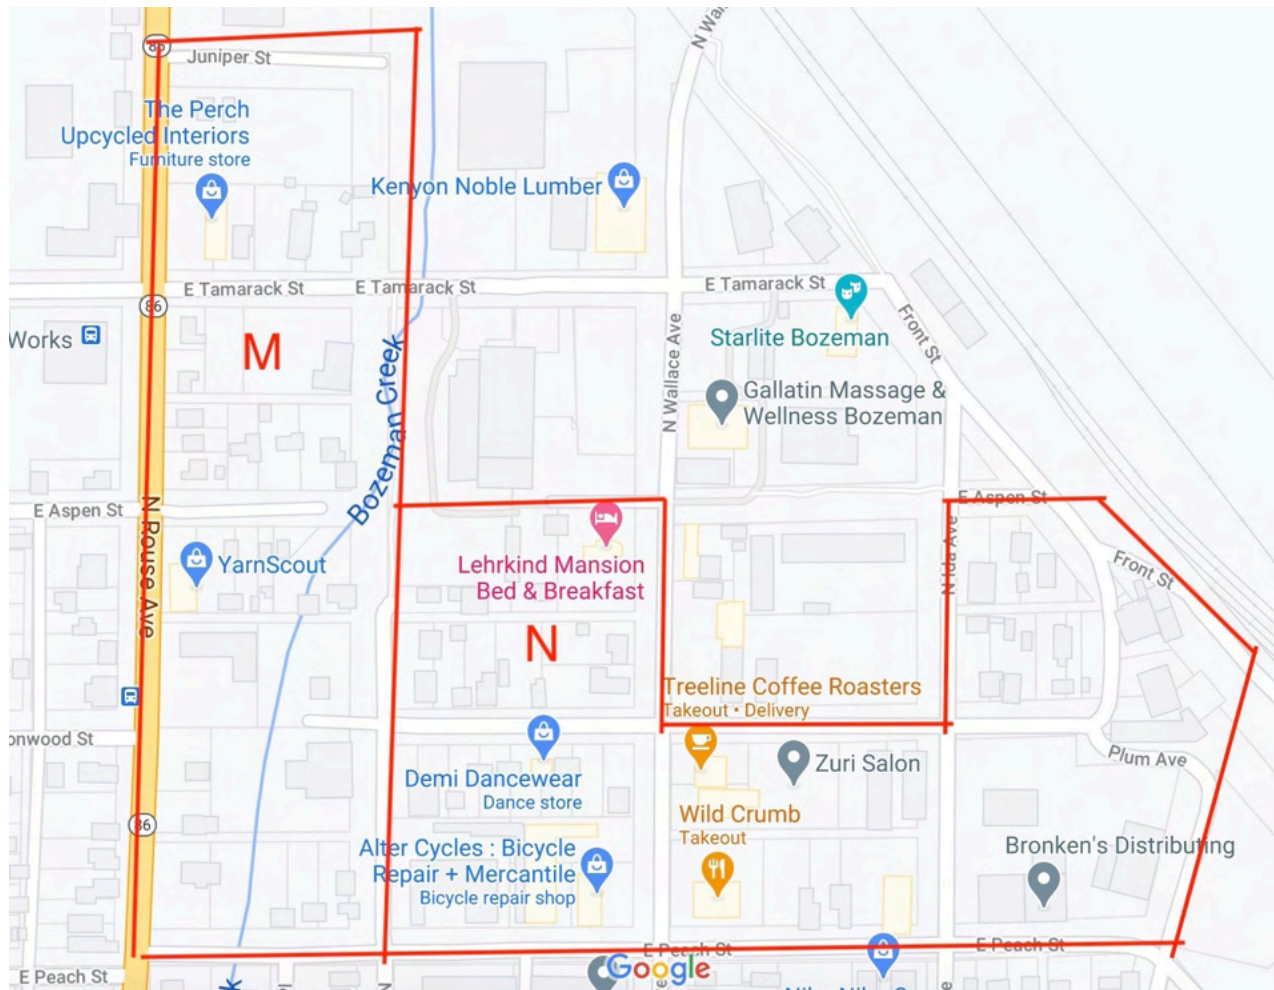 N Wal
86
Juniper St
The Perch
Upcycled Interiors
Furniture store
Kenyon Noble Lumber
E Tamarack St
E Tamarack St
E Tamarack St
86
Works
M
Starlite Bozeman
Front St
N Wallace Ave
Gallatin Massage &
Wellness Bozeman
Bozeman Creek
E Aspen St
E Aspen St
N Rouse Ave
N Ida Ave
YarnScout
Lehrkind Mansion
Bed & Breakfast
Front St
N
Treeline Coffee Roasters
Takeout • Delivery
onwood St
Plum Ave
Demi Dancewear
Dance store
Zuri Salon
Wild Crumb
Takeout
86
Alter Cycles : Bicycle
Repair + Mercantile
Bicycle repair shop
Bronken's Distributing
E Peach St
E Peach St
E Peach St
Google